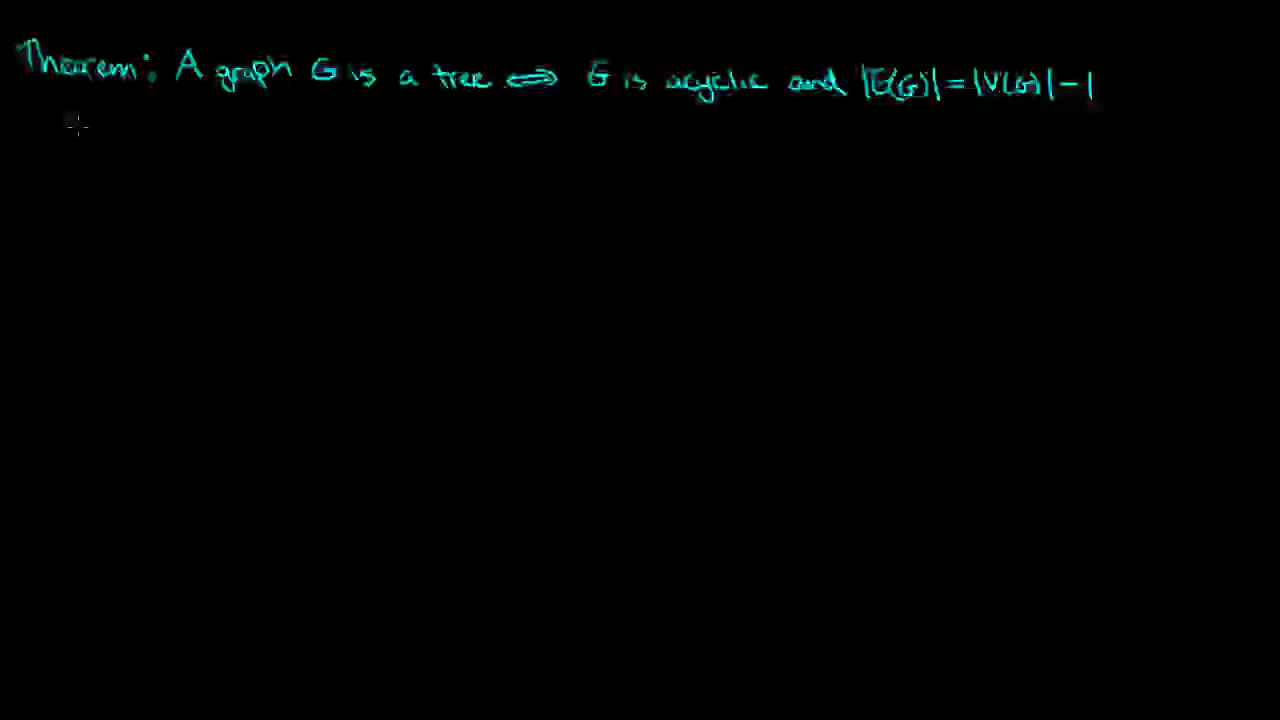 Theorem: A graph G is a tree ⟺ G is acyclic and |E(G)| = |V(G)| - 1